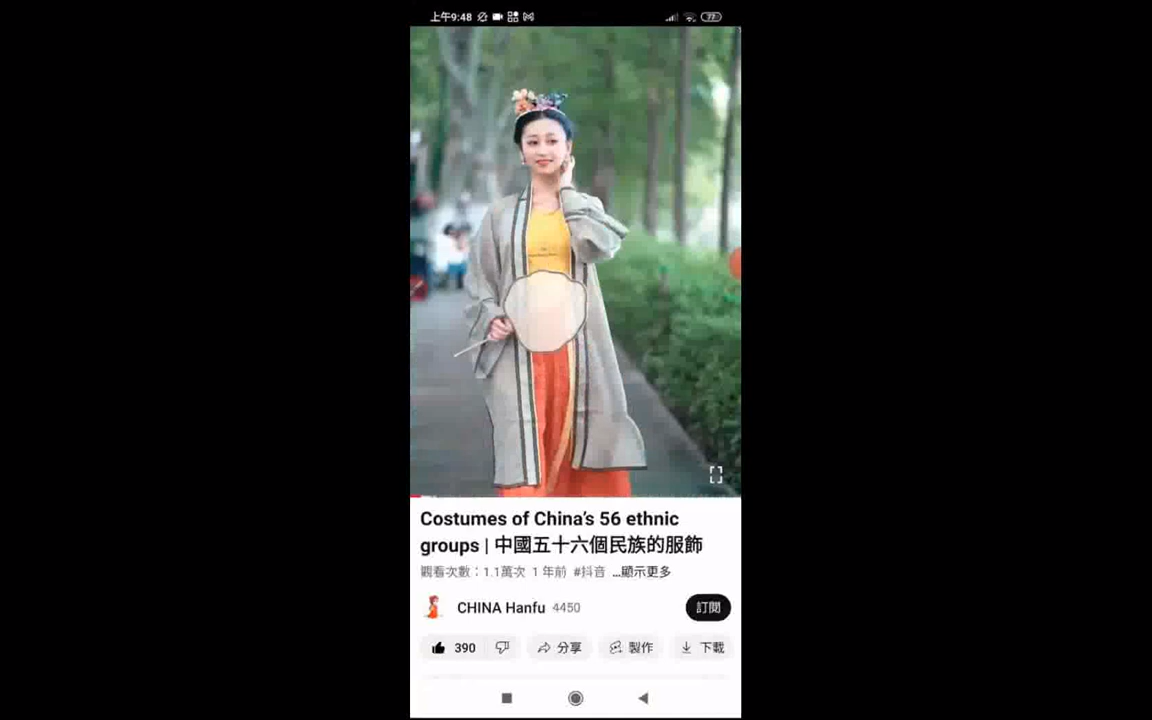 上午9:48
77
Costumes of China's 56 ethnic
groups | 中國五十六個民族的服飾
觀看次數：1.1萬次 1 年前 #抖音 ...顯示更多
CHINA Hanfu 4450
訂閱
390 分享 製作 下載